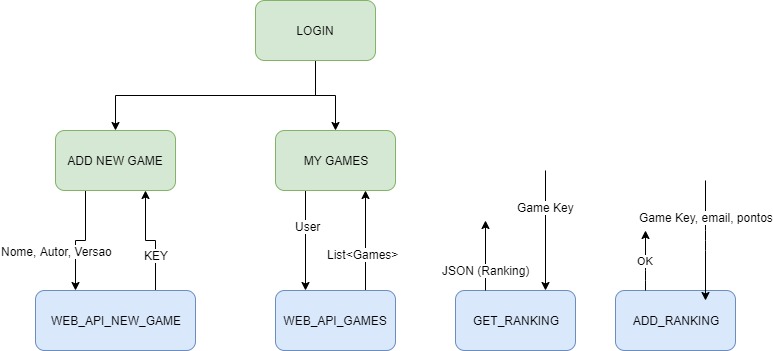 LOGIN
ADD NEW GAME
MY GAMES
Game Key
Game Key, email, pontos
User
Nome, Autor, Versao
KEY
List<Games>
OK
JSON (Ranking)
WEB_API_NEW_GAME
WEB_API_GAMES
GET_RANKING
ADD_RANKING